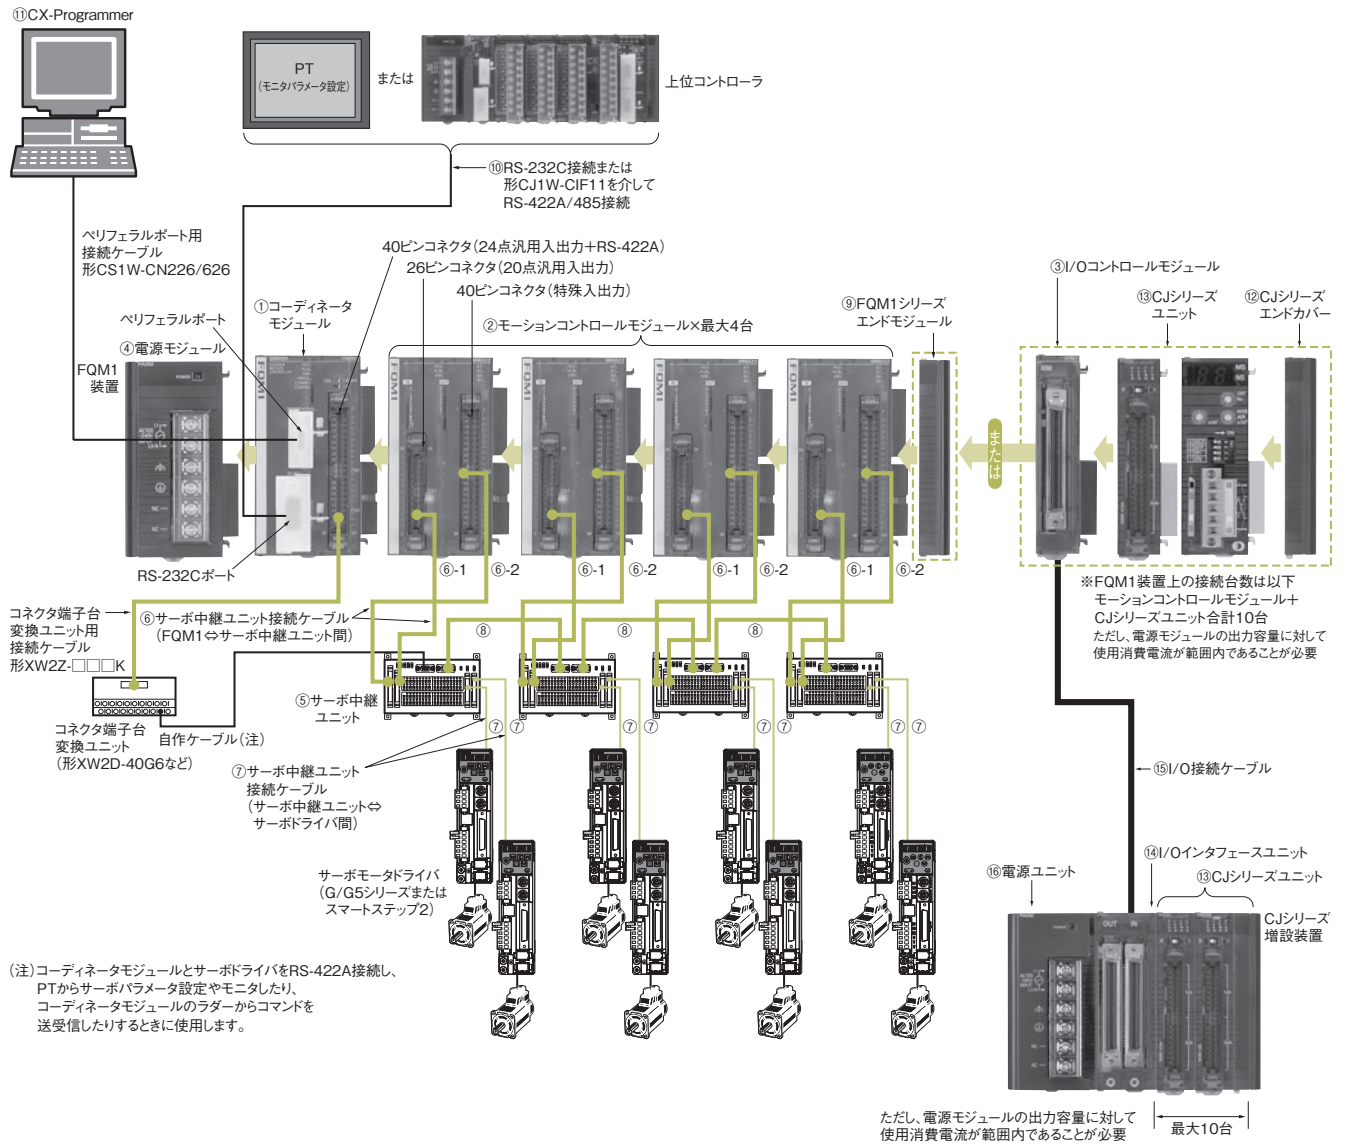 ⑪CX-Programmer
PT
(モニタパラメータ設定)
または
上位コントローラ
⑩RS-232C接続または
形CJ1W-CIF11を介して
RS-422A/485接続
ペリフェラルポート用
接続ケーブル
形CS1W-CN226/626
40ピンコネクタ(24点汎用入出力+RS-422A)
26ピンコネクタ(20点汎用入出力)
40ピンコネクタ(特殊入出力)
①コーディネータ
モジュール
ペリフェラルポート
④電源モジュール
FQM1
装置
②モーションコントロールモジュール×最大4台
⑨FQM1シリーズ
エンドモジュール
③I/Oコントロールモジュール
⑬CJシリーズ
ユニット
⑫CJシリーズ
エンドカバー
FQM1
FQM1
FQM1
FQM1
FQM1
または
RS-232Cポート
⑥-1
⑥-2
⑥-1
⑥-2
⑥-1
⑥-2
⑥-1
⑥-2
※FQM1装置上の接続台数は以下
モーションコントロールモジュール+
CJシリーズユニット合計10台
ただし、電源モジュールの出力容量に対して
使用消費電流が範囲内であることが必要
コネクタ端子台
変換ユニット用
接続ケーブル
形XW2Z-□□□K
⑥サーボ中継ユニット接続ケーブル
(FQM1⇔サーボ中継ユニット間)
⑧
⑧
⑧
⑤サーボ中継
ユニット
コネクタ端子台
変換ユニット
(形XW2D-40G6など)
自作ケーブル(注)
⑦
⑦
⑦
⑦
⑦
⑦
⑦
⑦
⑦サーボ中継ユニット
接続ケーブル
(サーボ中継ユニット⇔
サーボドライバ間)
⑮I/O接続ケーブル
サーボモータドライバ
(G/G5シリーズまたは
スマートステップ2)
⑭I/Oインタフェースユニット
⑯電源ユニット
⑬CJシリーズユニット
CJシリーズ
増設装置
OUT
IN
(注)コーディネータモジュールとサーボドライバをRS-422A接続し、
PTからサーボパラメータ設定やモニタしたり、
コーディネータモジュールのラダーからコマンドを
送受信したりするときに使用します。
ただし、電源モジュールの出力容量に対して
使用消費電流が範囲内であることが必要
最大10台